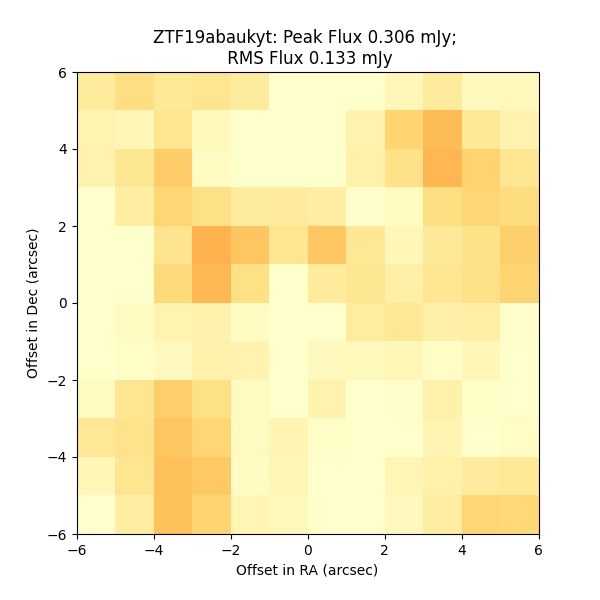 ZTF19abaukyt: Peak Flux 0.306 mJy;
RMS Flux 0.133 mJy
6
4
2
0
−2
−4
−6
Offset in Dec (arcsec)
−6 −4 −2 0 2 4 6
Offset in RA (arcsec)